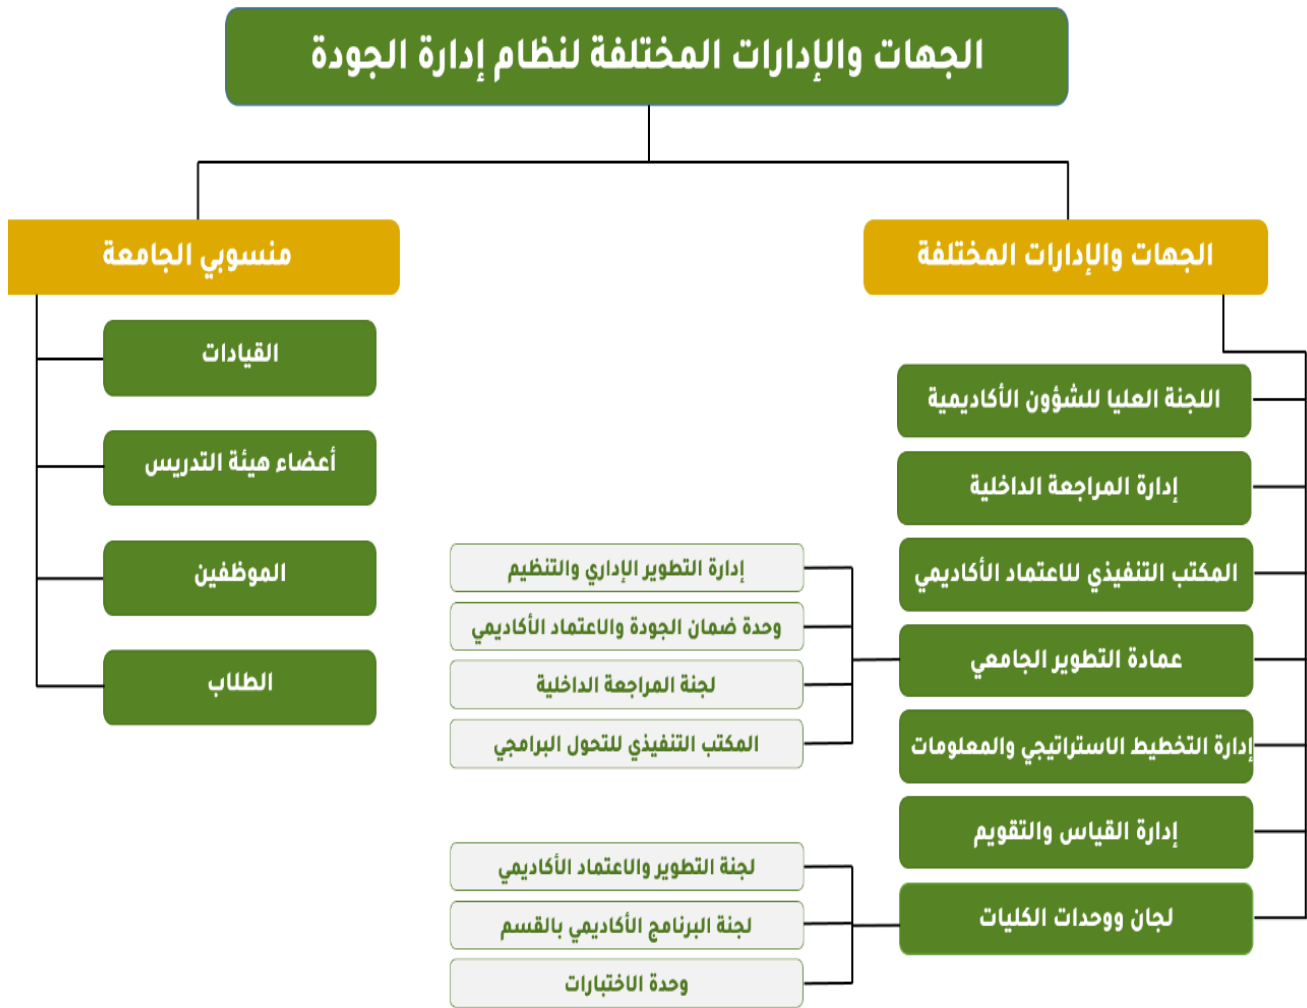 الجهات والإدارات المختلفة لنظام إدارة الجودة
الجهات والإدارات المختلفة
اللجنة العليا للشؤون الأكاديمية
إدارة المراجعة الداخلية
المكتب التنفيذي للاعتماد الأكاديمي
عمادة التطوير الجامعي
إدارة التطوير الإداري والتنظيم
وحدة ضمان الجودة والاعتماد الأكاديمي
لجنة المراجعة الداخلية
المكتب التنفيذي للتحول البرامجي
إدارة التخطيط الاستراتيجي والمعلومات
إدارة القياس والتقويم
لجان ووحدات الكليات
لجنة التطوير والاعتماد الأكاديمي
لجنة البرنامج الأكاديمي بالقسم
وحدة الاختبارات
منسوبي الجامعة
القيادات
أعضاء هيئة التدريس
الموظفين
الطلاب